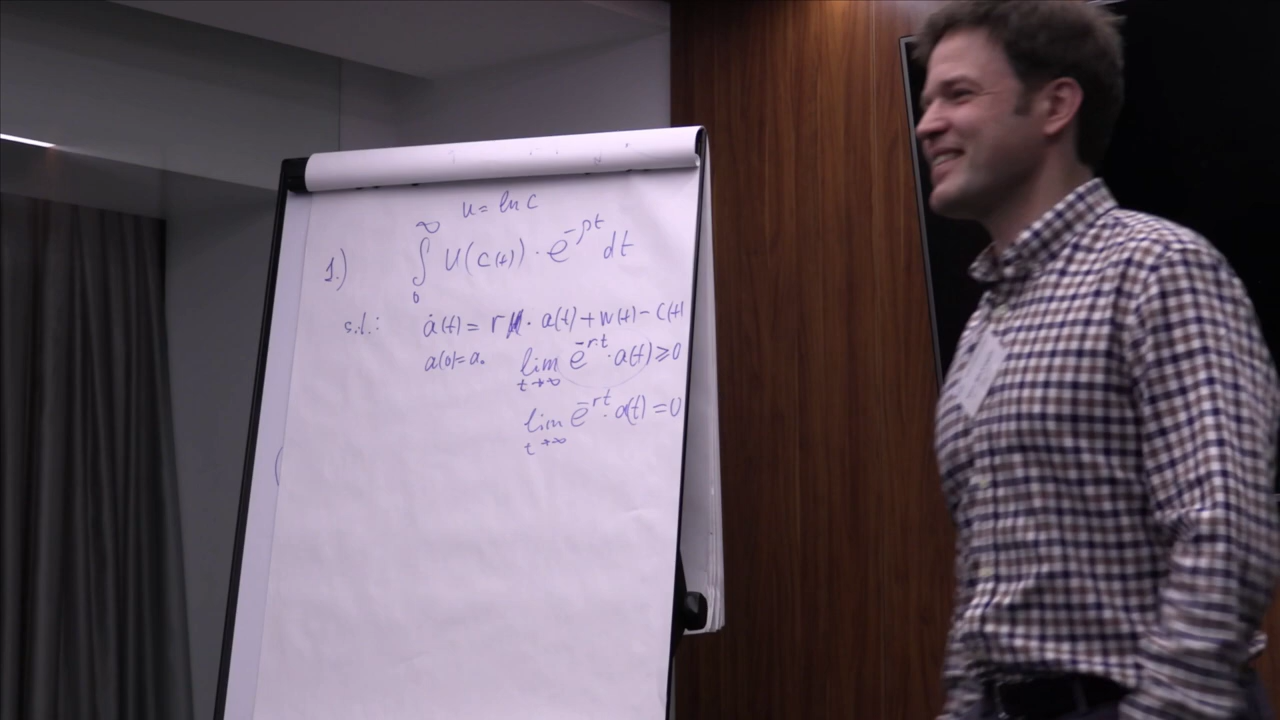 u = ln c
1.) ∫₀^∞ U(c(t)) · e^{-ρt} dt
s.t.: ȧ(t) = r · a(t) + w(t) - c(t)
a(0) = a₀ lim_{t→∞} e^{-rt} · a(t) ≥ 0
lim_{t→∞} e^{-rt} · a(t) = 0